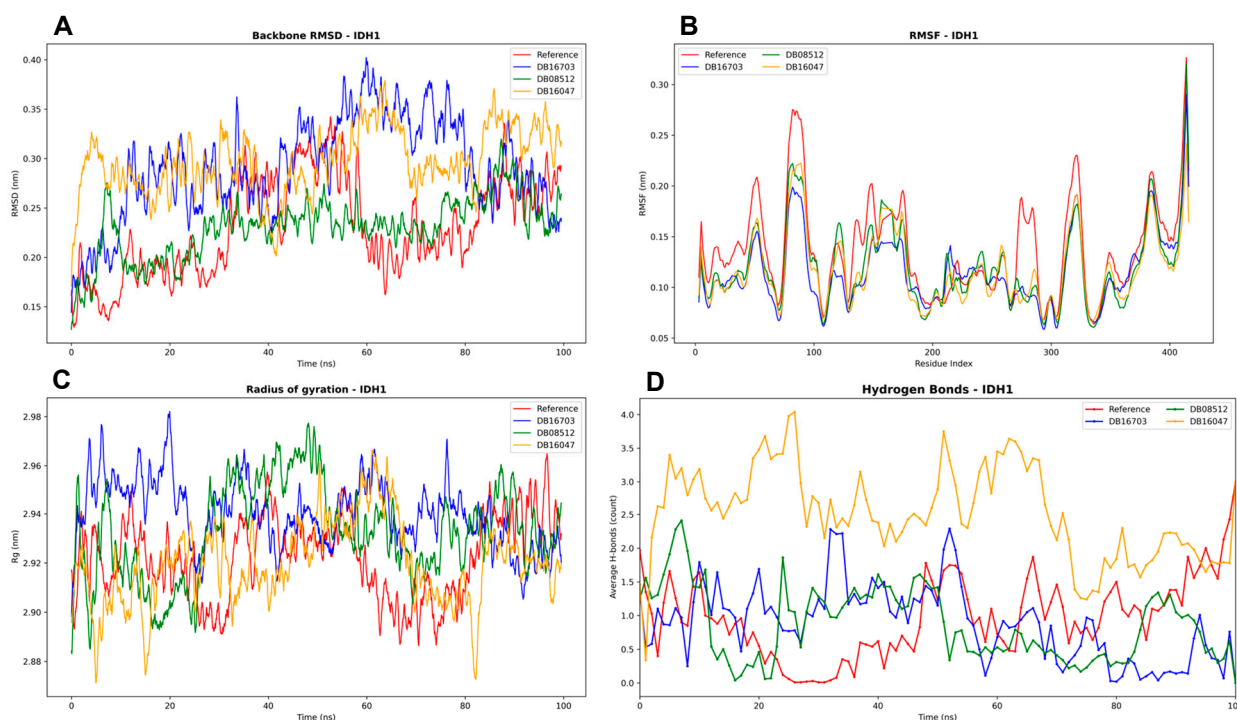 A
Backbone RMSD - IDH1
Reference
DB16703
DB08512
DB16047
RMSD (nm)
0.40
0.35
0.30
0.25
0.20
0.15
0 20 40 60 80 100
Time (ns)
B
RMSF - IDH1
Reference DB08512
DB16703 DB16047
RMSF (nm)
0.30
0.25
0.20
0.15
0.10
0.05
0 100 200 300 400
Residue Index
C
Radius of gyration - IDH1
Reference
DB16703
DB08512
DB16047
Rg (nm)
2.98
2.96
2.94
2.92
2.90
2.88
0 20 40 60 80 100
Time (ns)
D
Hydrogen Bonds - IDH1
Reference DB08512
DB16703 DB16047
Average H-bonds (count)
4.0
3.5
3.0
2.5
2.0
1.5
1.0
0.5
0.0
0 20 40 60 80 100
Time (ns)